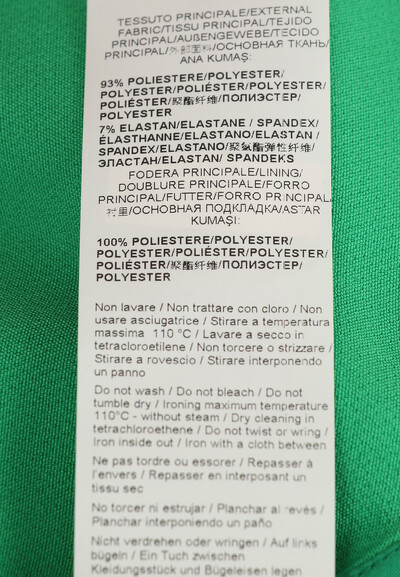 TESSUTO PRINCIPALE/EXTERNAL
FABRIC/TISSU PRINCIPAL/TEJIDO
PRINCIPAL/AUßENGEWEBE/TECIDO
PRINCIPAL/外部面料/ОСНОВНАЯ ТКАНЬ/
ANA KUMAŞ:
93% POLIESTERE/POLYESTER/
POLYESTER/POLIÉSTER/POLYESTER/
POLIÉSTER/聚酯纤维/ПОЛИЭСТЕР/
POLYESTER
7% ELASTAN/ELASTANE / SPANDEX/
ÉLASTHANNE/ELASTANO/ELASTAN /
SPANDEX/ELASTANO/聚氨酯弹性纤维/
ЭЛАСТАН/ELASTAN/ SPANDEKS
FODERA PRINCIPALE/LINING/
DOUBLURE PRINCIPALE/FORRO
PRINCIPAL/FUTTER/FORRO PRINCIPAL/
衬里/ОСНОВНАЯ ПОДКЛАДКА/ASTAR
KUMAŞI:
100% POLIESTERE/POLYESTER/
POLYESTER/POLIÉSTER/POLYESTER/
POLIÉSTER/聚酯纤维/ПОЛИЭСТЕР/
POLYESTER
Non lavare / Non trattare con cloro / Non
usare asciugatrice / Stirare a temperatura
massima 110 °C / Lavare a secco in
tetracloroetilene / Non torcere o strizzare /
Stirare a rovescio / Stirare interponendo
un panno
Do not wash / Do not bleach / Do not
tumble dry / Ironing maximum temperature
110°C - without steam / Dry cleaning in
tetrachloroethene / Do not twist or wring /
Iron inside out / Iron with a cloth between
Ne pas tordre ou essorer / Repasser à
l'envers / Repasser en interposant un
tissu sec
No torcer ni estrujar / Planchar al revés /
Planchar interponiendo un paño
Nicht verdrehen oder wringen / Auf links
bügeln / Ein Tuch zwischen
Kleidungsstück und Bügeleisen legen